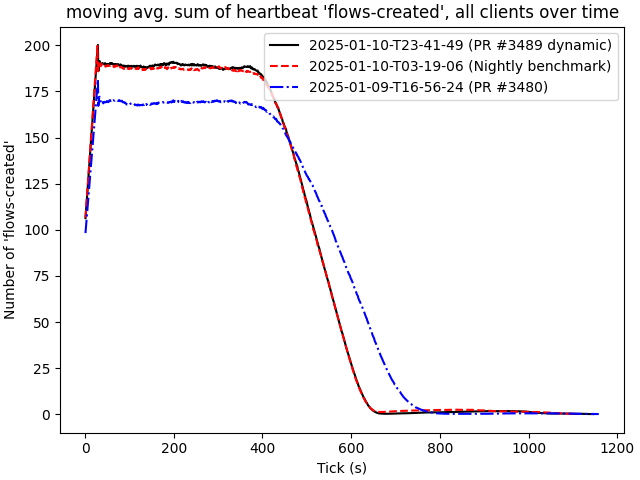 moving avg. sum of heartbeat 'flows-created', all clients over time
2025-01-10-T23-41-49 (PR #3489 dynamic)
2025-01-10-T03-19-06 (Nightly benchmark)
2025-01-09-T16-56-24 (PR #3480)
Number of 'flows-created'
200
175
150
125
100
75
50
25
0
0 200 400 600 800 1000 1200
Tick (s)